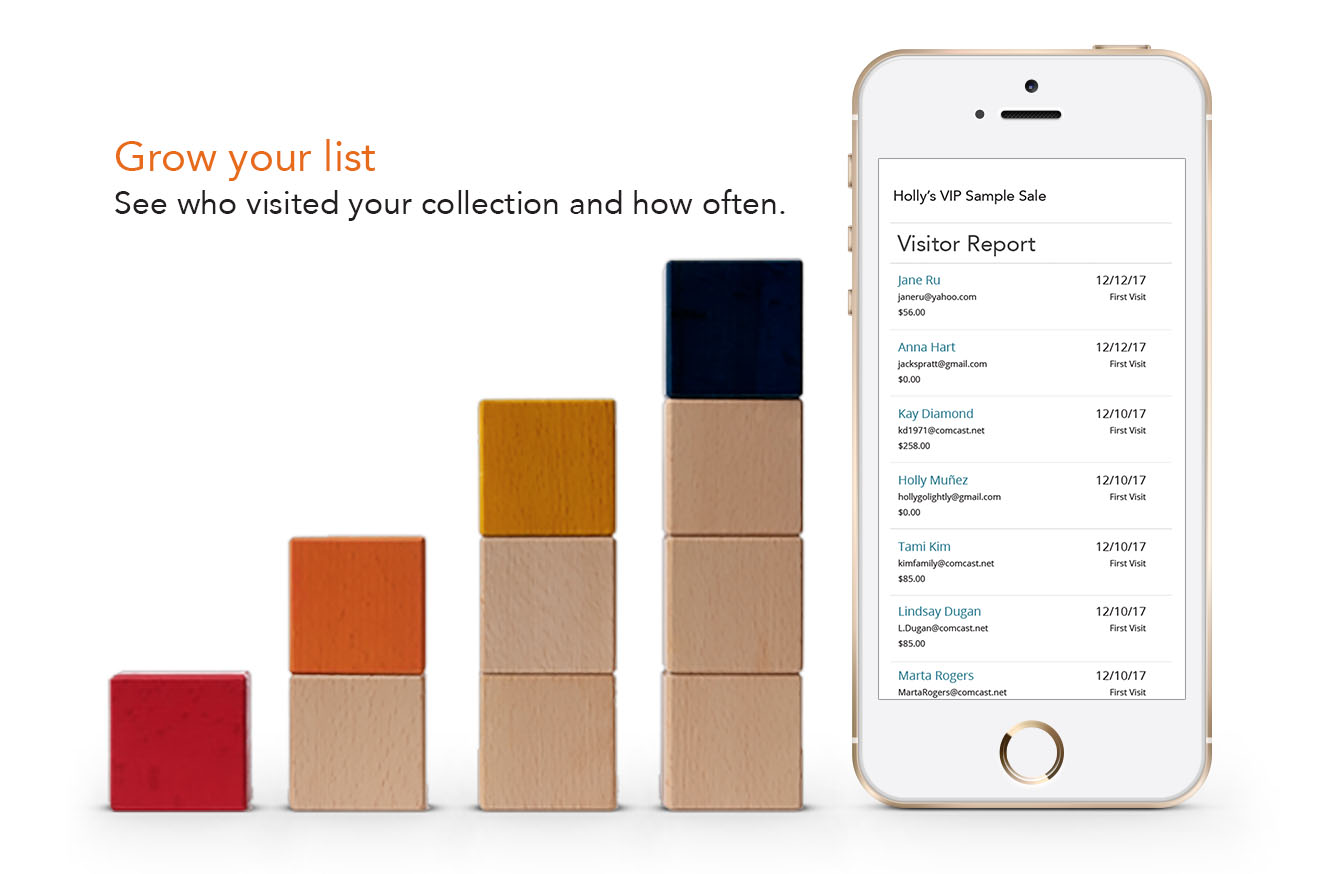 Grow your list
See who visited your collection and how often.
Holly's VIP Sample Sale
Visitor Report
Jane Ru 12/12/17
janeru@yahoo.com First Visit
$56.00
Anna Hart 12/12/17
jackspratt@gmail.com First Visit
$0.00
Kay Diamond 12/10/17
kd1971@comcast.net First Visit
$258.00
Holly Muñez 12/10/17
hollygolightly@gmail.com First Visit
$0.00
Tami Kim 12/10/17
kimfamily@comcast.net First Visit
$85.00
Lindsay Dugan 12/10/17
L.Dugan@comcast.net First Visit
$85.00
Marta Rogers 12/10/17
MartaRogers@comcast.net First Visit